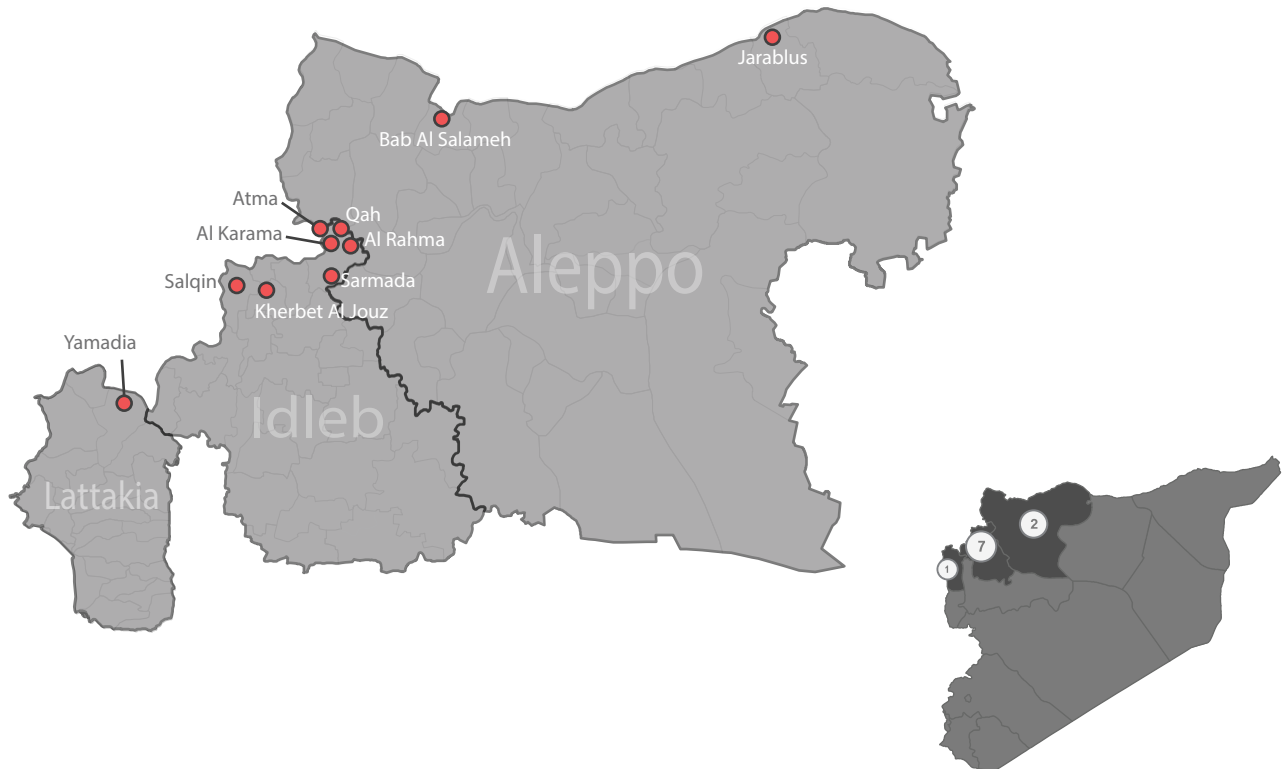 Jarablus
Bab Al Salameh
Atma
Qah
Al Karama
Al Rahma
Aleppo
Salqin
Sarmada
Kherbet Al Jouz
Yamadia
Idleb
Lattakia
2
7
1